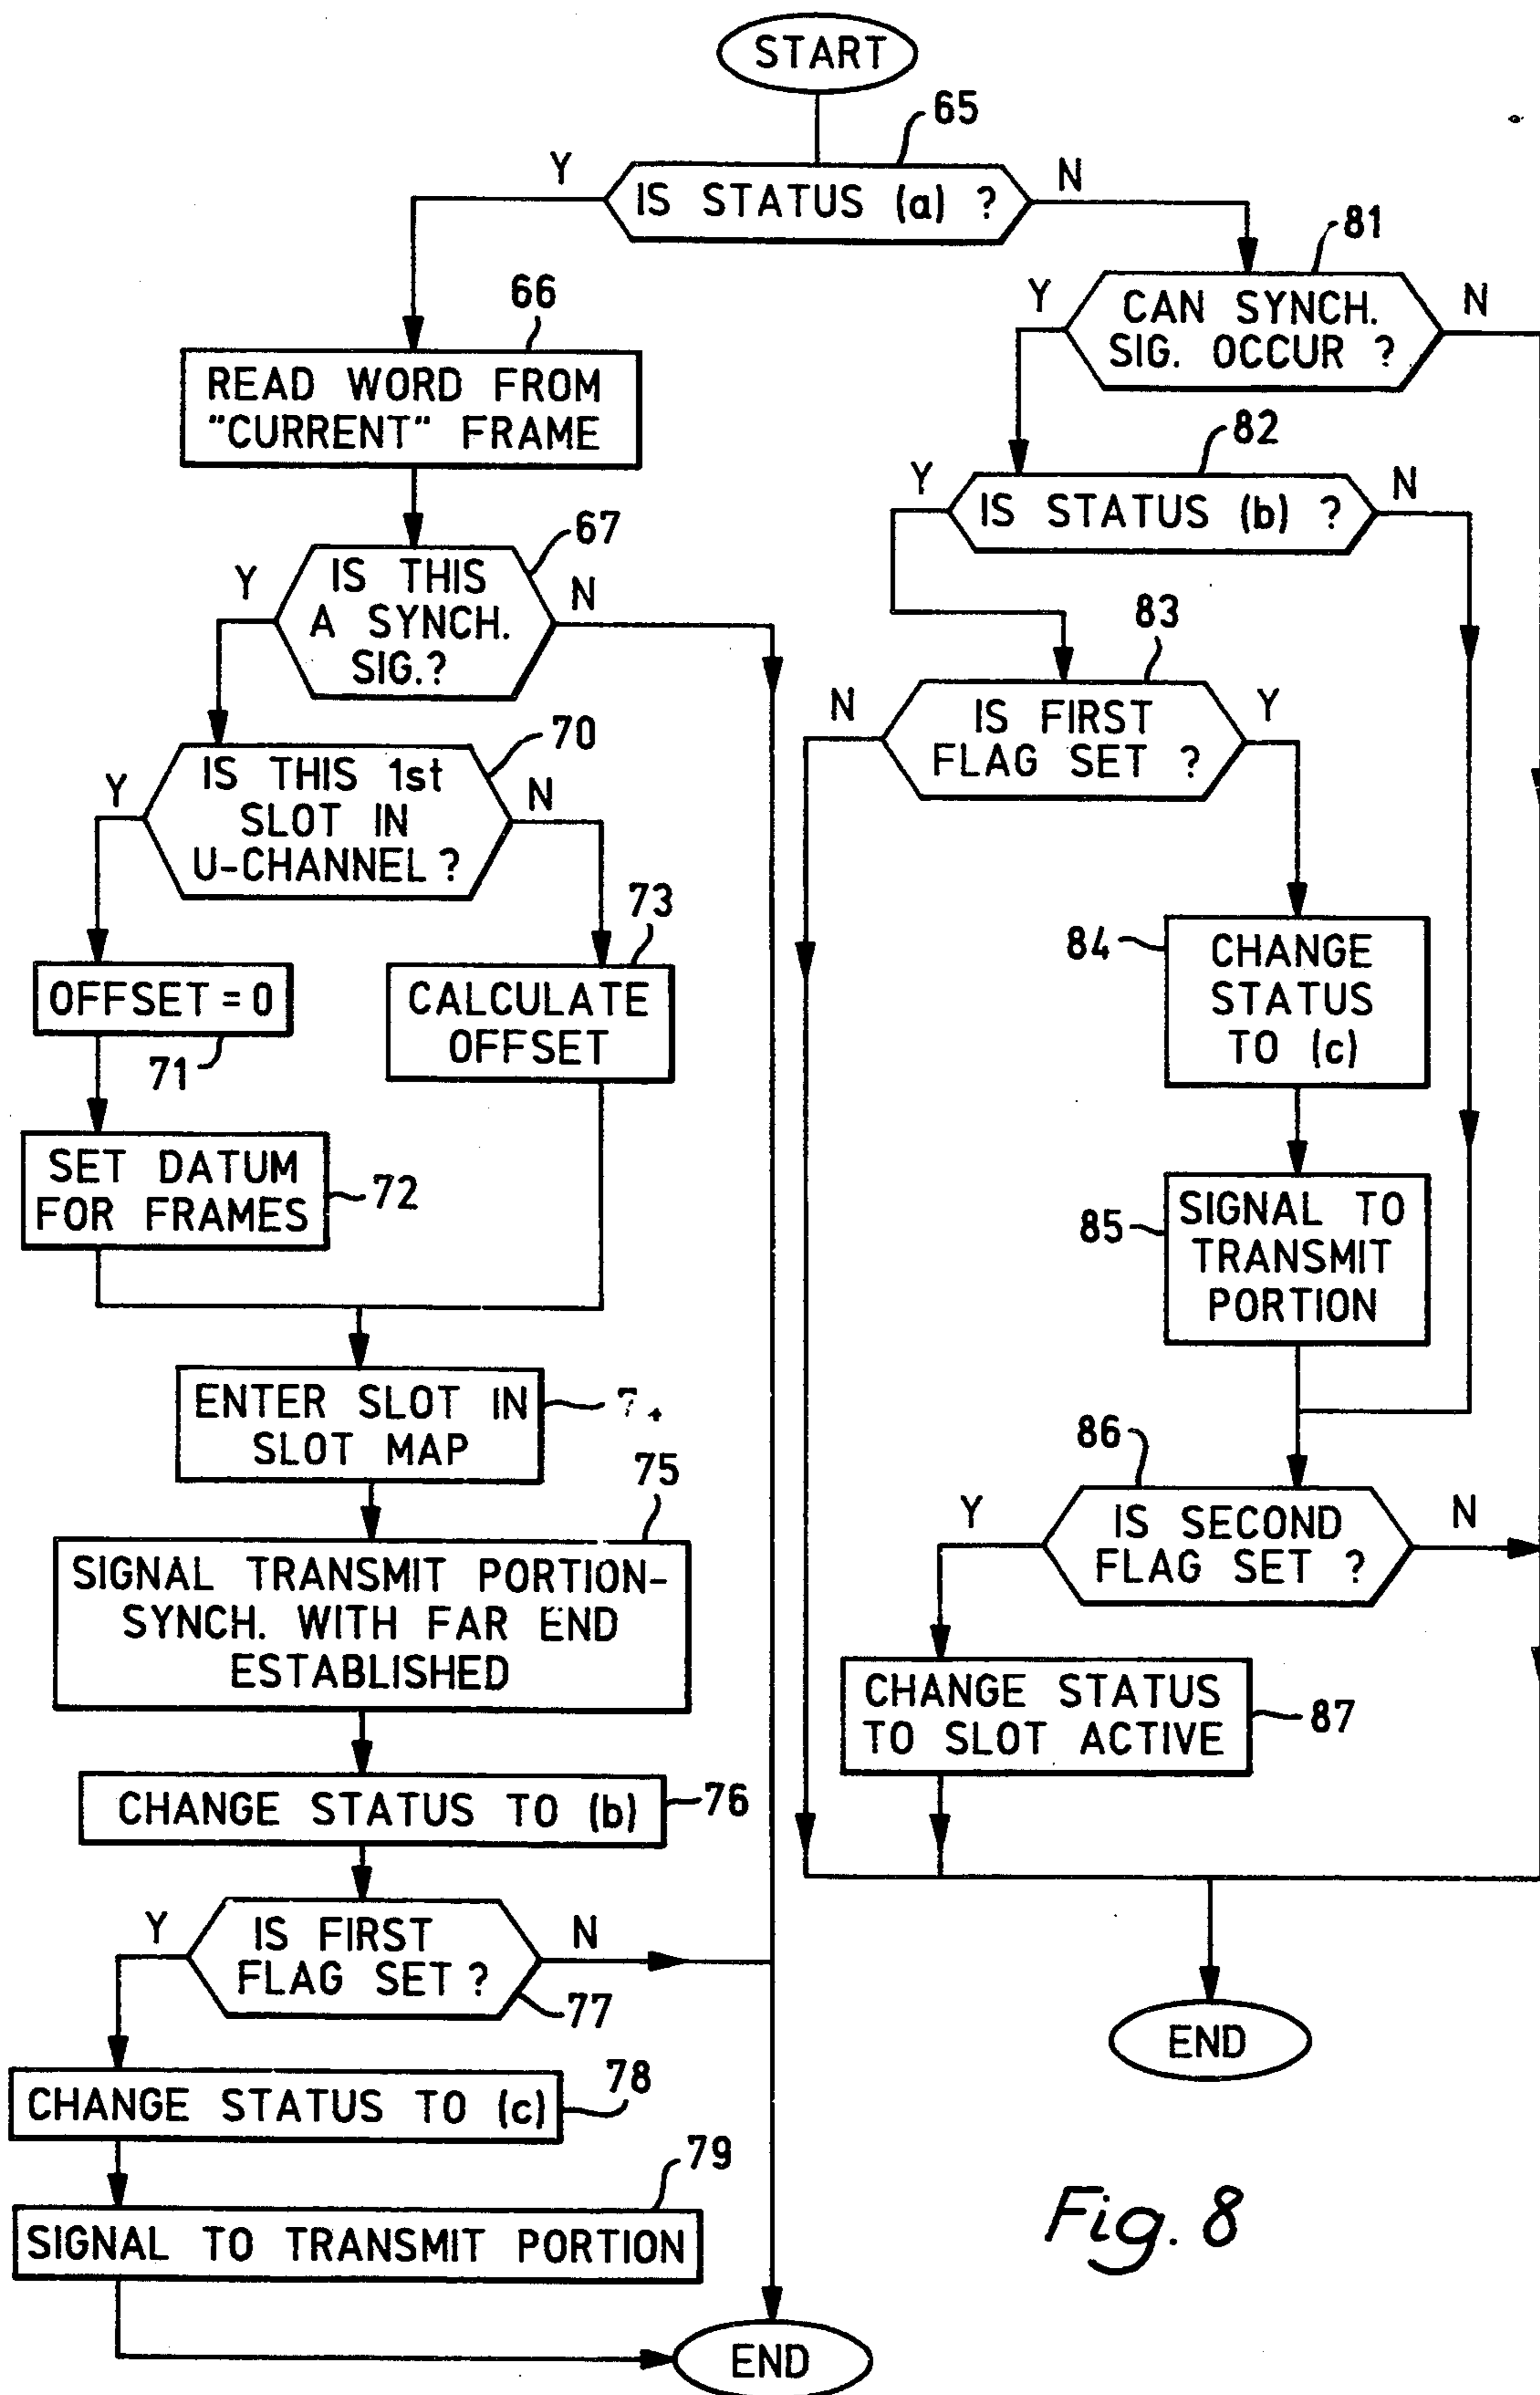 START
65
Y
IS STATUS (a) ?
N
81
66
Y
CAN SYNCH.
SIG. OCCUR ?
N
READ WORD FROM
"CURRENT" FRAME
82
Y
IS STATUS (b) ?
N
67
Y
IS THIS
A SYNCH.
SIG.?
N
83
N
IS FIRST
FLAG SET ?
Y
70
Y
IS THIS 1st
SLOT IN
U-CHANNEL ?
N
73
84
CHANGE
STATUS
TO (c)
OFFSET = 0
71
CALCULATE
OFFSET
SET DATUM
FOR FRAMES
72
85
SIGNAL TO
TRANSMIT
PORTION
ENTER SLOT IN
SLOT MAP
86
Y
IS SECOND
FLAG SET ?
N
75
SIGNAL TRANSMIT PORTION-
SYNCH. WITH FAR END
ESTABLISHED
CHANGE STATUS
TO SLOT ACTIVE
87
CHANGE STATUS TO (b)
76
Y
IS FIRST
FLAG SET ?
N
77
END
CHANGE STATUS TO (c)
78
79
SIGNAL TO TRANSMIT PORTION
Fig. 8
END